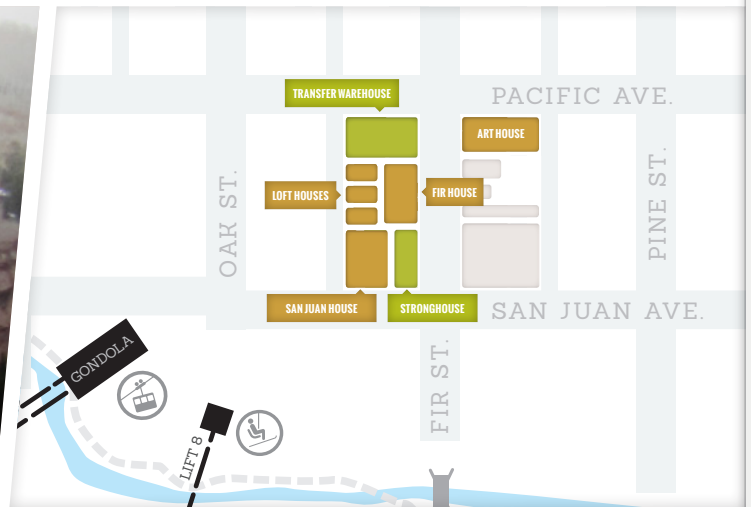 TRANSFER WAREHOUSE
PACIFIC AVE.
ART HOUSE
LOFT HOUSES
FIR HOUSE
OAK ST.
PINE ST.
SAN JUAN HOUSE
STRONGHOUSE
SAN JUAN AVE.
GONDOLA
FIR ST.
LIFT 8